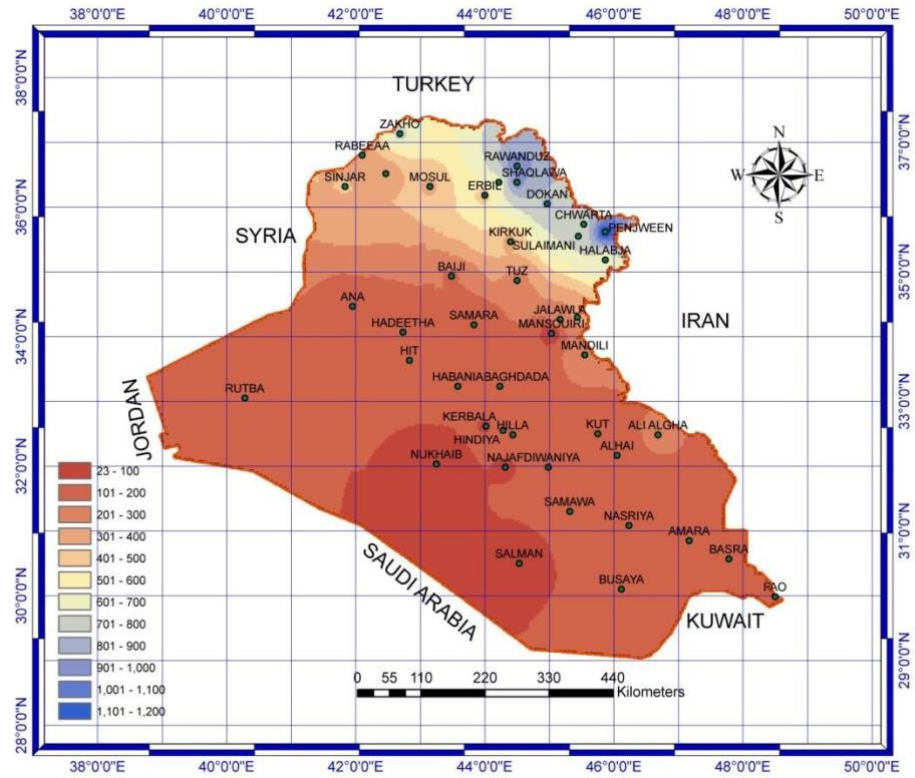 40°0'0"E 42°0'0"E 44°0'0"E 46°0'0"E 48°0'0"E 50°0'0"E
38°0'0"N
37°0'0"N
36°0'0"N
35°0'0"N
34°0'0"N
33°0'0"N
32°0'0"N
31°0'0"N
30°0'0"N
29°0'0"N
28°0'0"N
TURKEY
ZAKHO
N
RABEEAA
RAWANDUZ
W E
SINJAR MOSUL SHAQLAWA
ERBIL
DOKAN
S
CHWARTA
PENJWEEN
SYRIA
KIRKUK
SULAIMANI
HALABJA
BAIJI TUZ
ANA
SAMARA JALAWLA
HADEETHA MANSOUIRI
IRAN
MANDILI
HIT
HABANIABAGHDADA
RUTBA
JORDAN
KERBALA
HILLA KUT ALI ALGHA
HINDIYA
ALHAI
NUKHAIB NAJAFDIWANIYA
SAMAWA
NASRIYA
AMARA
BASRA
SALMAN
BUSAYA
FAO
SAUDI ARABIA
KUWAIT
23 - 100
101 - 200
201 - 300
301 - 400
401 - 500
501 - 600
601 - 700
701 - 800
801 - 900
901 - 1,000
1,001 - 1,100
1,101 - 1,200
0 55 110 220 330 440
Kilometers
38°0'0"E 40°0'0"E 42°0'0"E 44°0'0"E 46°0'0"E 48°0'0"E 50°0'0"E